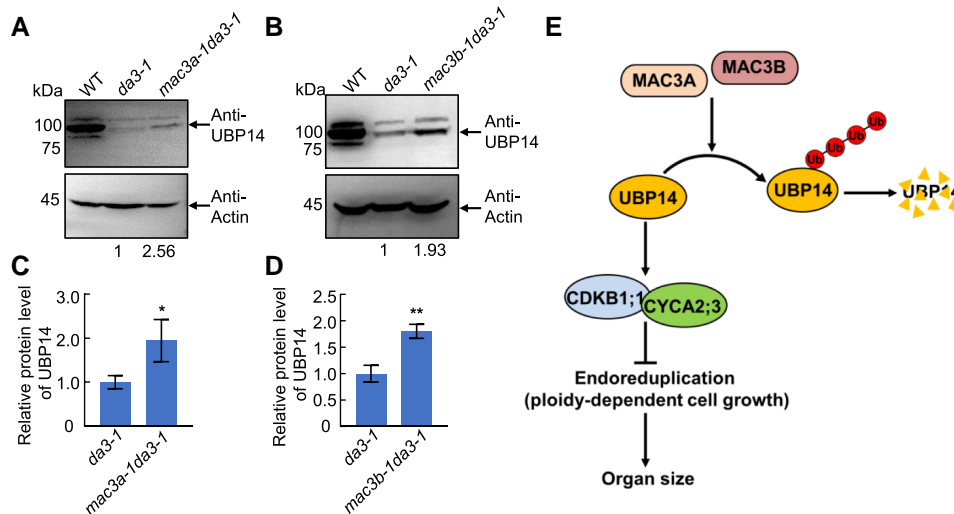 A
WT
da3-1
mac3a-1da3-1
kDa
100
75
Anti-
UBP14
45
Anti-
Actin
1 2.56
B
WT
da3-1
mac3b-1da3-1
kDa
100
75
Anti-
UBP14
45
Anti-
Actin
1 1.93
C
Relative protein level
of UBP14
3.0
2.0
1.0
0
*
da3-1
mac3a-1da3-1
D
Relative protein level
of UBP14
2.5
2.0
1.5
1.0
0.5
0
**
da3-1
mac3b-1da3-1
E
MAC3A
MAC3B
Ub
Ub
Ub
Ub
UBP14
UBP14
UBP14
CDKB1;1
CYCA2;3
Endoreduplication
(ploidy-dependent cell growth)
Organ size